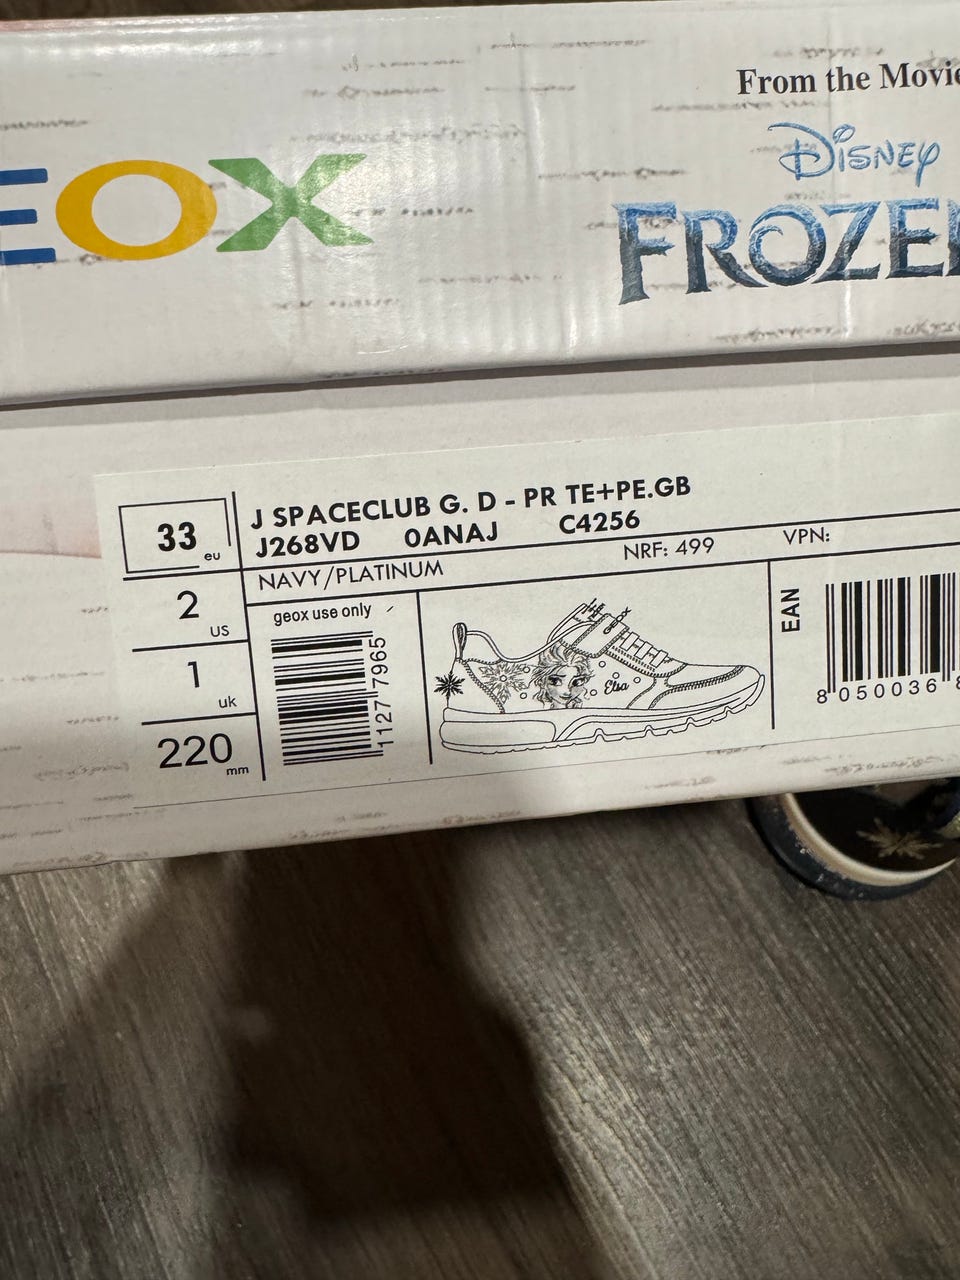 EOX
From the Movie
Disney
FROZEN
33 eu
J SPACECLUB G. D - PR TE+PE.GB
J268VD 0ANAJ C4256
NAVY/PLATINUM NRF: 499 VPN:
2 US
geox use only
EAN
1 uk
1127 7965
Elsa
8 050036 8
220 mm